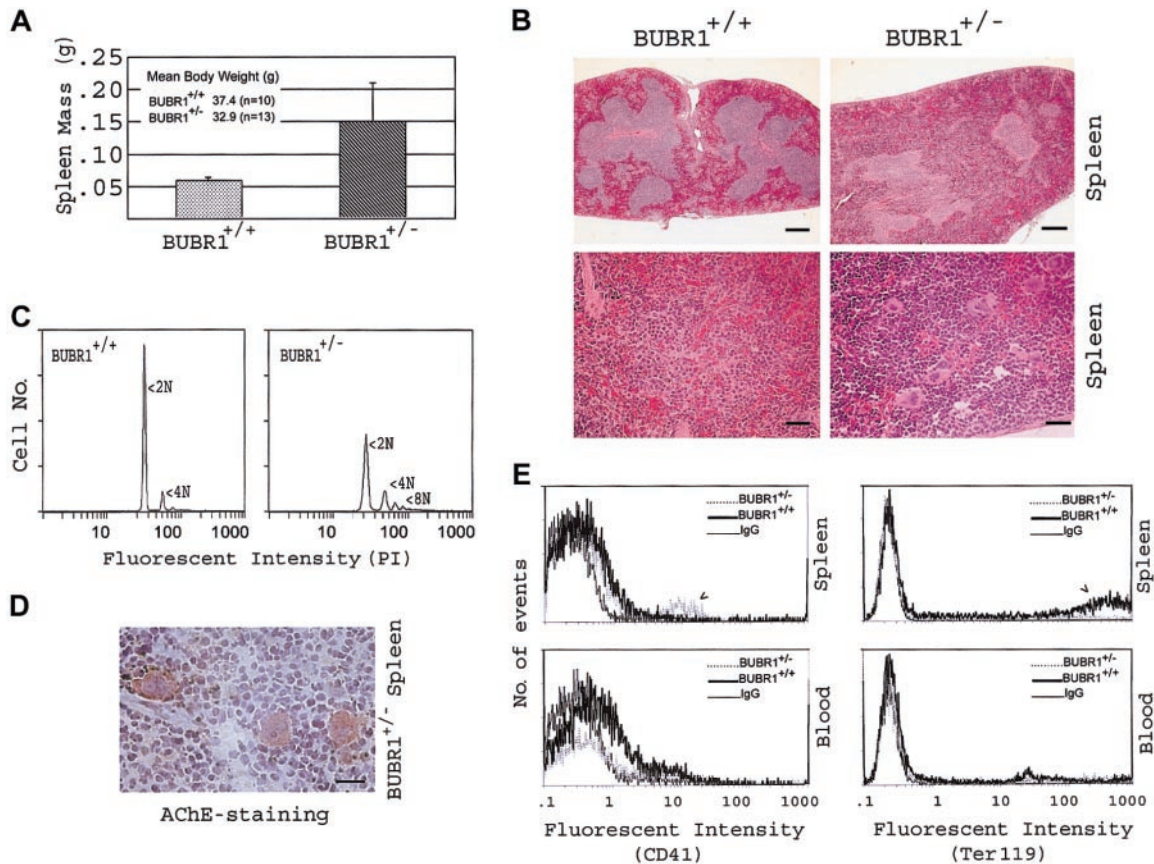 A
Spleen Mass (g)
.25
.20
.15
.10
.05
Mean Body Weight (g)
BUBR1+/+ 37.4 (n=10)
BUBR1+/- 32.9 (n=13)
BUBR1+/+
BUBR1+/-
B
BUBR1+/+
BUBR1+/-
Spleen
Spleen
C
Cell No.
BUBR1+/+
<2N
<4N
BUBR1+/-
<2N
<4N
<8N
10 100 1000
10 100 1000
Fluorescent Intensity (PI)
D
BUBR1+/- Spleen
AChE-staining
E
No. of events
BUBR1+/-
BUBR1+/+
IgG
BUBR1+/-
BUBR1+/+
IgG
Spleen
BUBR1+/-
BUBR1+/+
IgG
BUBR1+/-
BUBR1+/+
IgG
Blood
.1 1 10 100 1000
.1 1 10 100 1000
Fluorescent Intensity
(CD41)
Fluorescent Intensity
(Ter119)